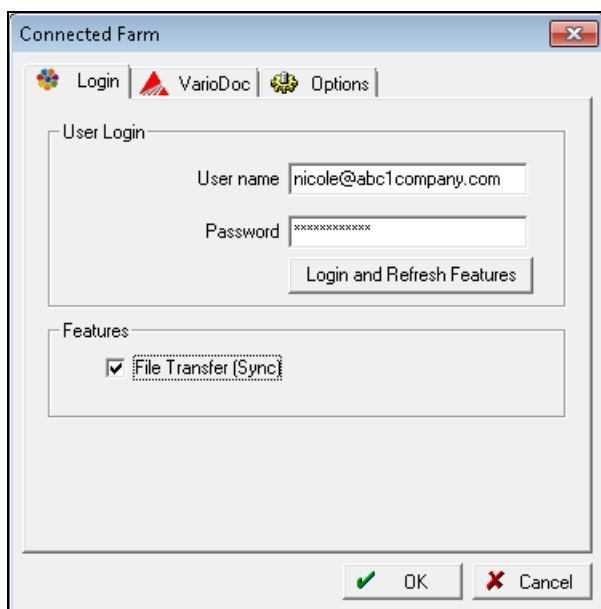 Connected Farm
Login VarioDoc Options
User Login
User name nicole@abc1company.com
Password ************
Login and Refresh Features
Features
File Transfer (Sync)
OK Cancel